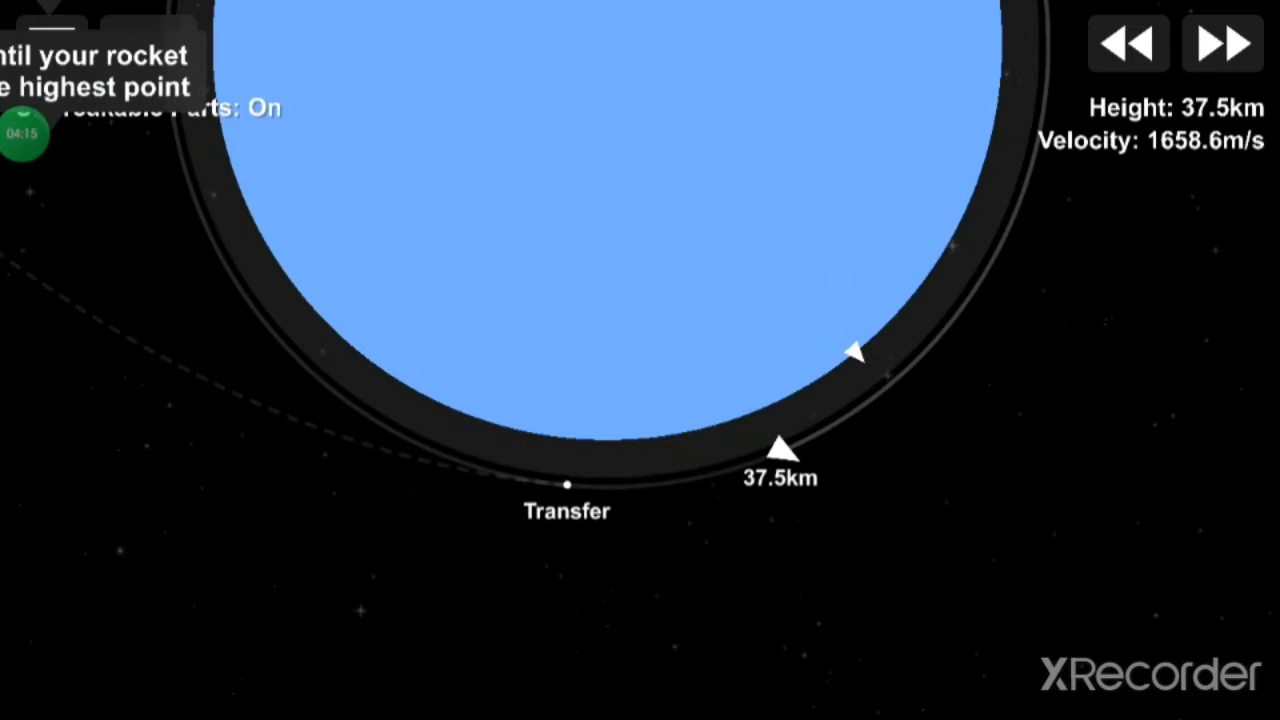 ntil your rocket
e highest point
rts: On
04:15
Height: 37.5km
Velocity: 1658.6m/s
37.5km
Transfer
XRecorder